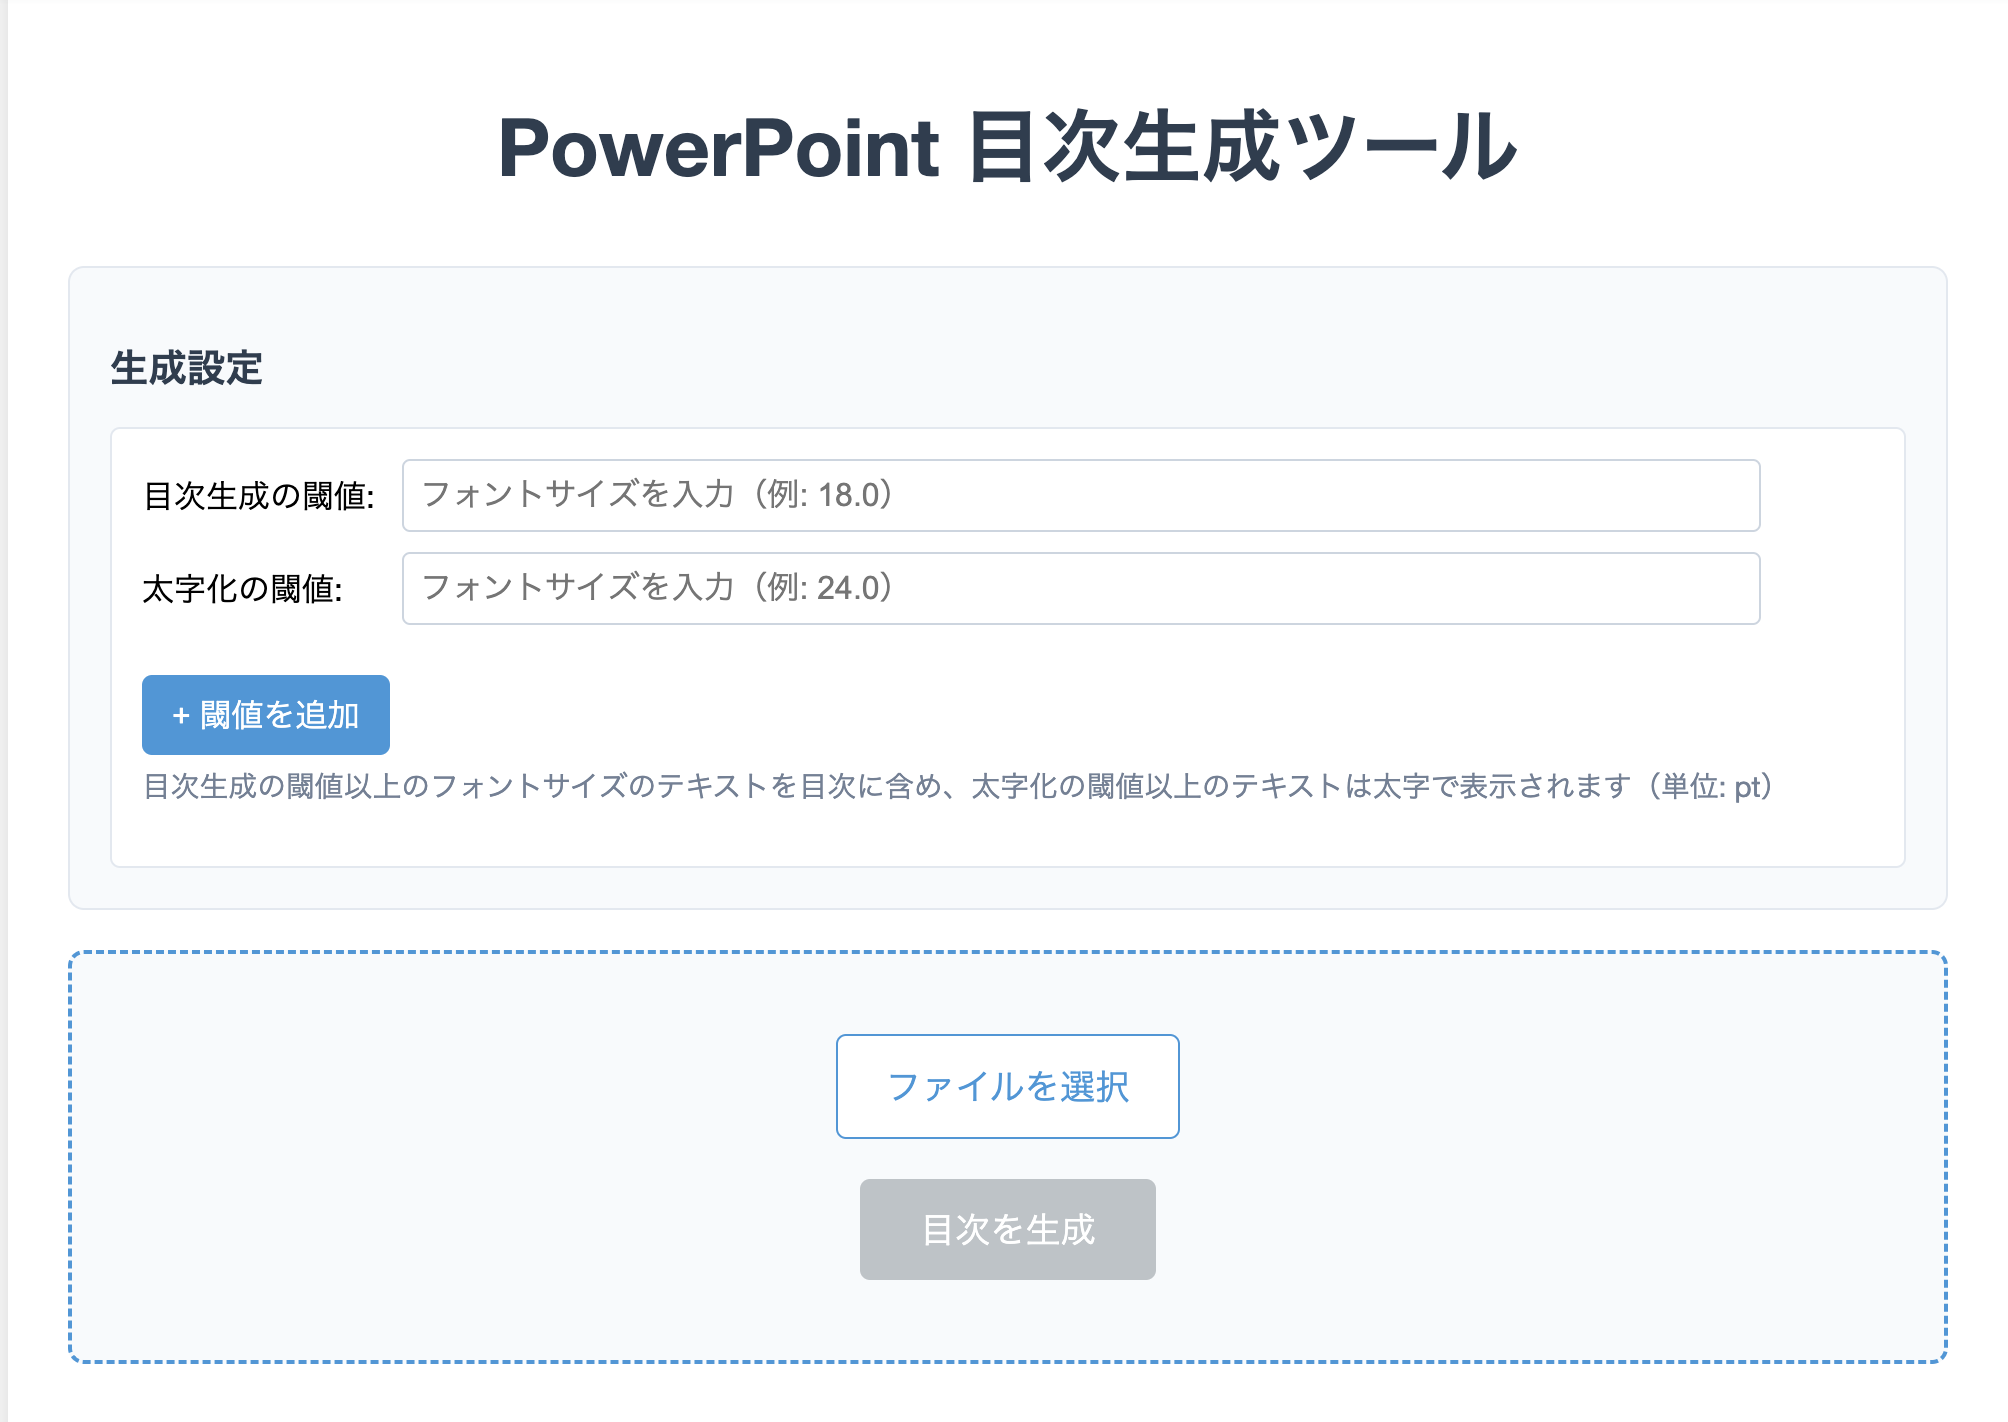 PowerPoint 目次生成ツール
生成設定
目次生成の閾値: フォントサイズを入力（例: 18.0）
太字化の閾値: フォントサイズを入力（例: 24.0）
+ 閾値を追加
目次生成の閾値以上のフォントサイズのテキストを目次に含め、太字化の閾値以上のテキストは太字で表示されます（単位: pt）
ファイルを選択
目次を生成